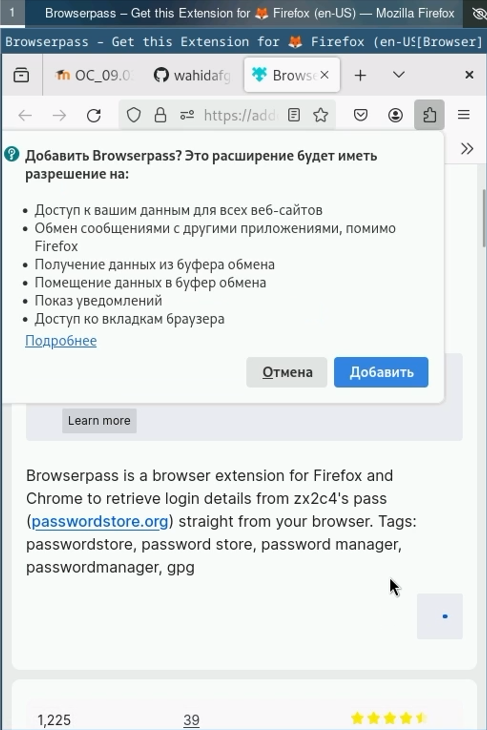 1 Browserpass – Get this Extension for 🦊 Firefox (en-US) — Mozilla Firefox
Browserpass – Get this Extension for 🦊 Firefox (en-US[Browser]
OC_09.0 wahidafg Browse
https://add
Добавить Browserpass? Это расширение будет иметь
разрешение на:
• Доступ к вашим данным для всех веб-сайтов
• Обмен сообщениями с другими приложениями, помимо
Firefox
• Получение данных из буфера обмена
• Помещение данных в буфер обмена
• Показ уведомлений
• Доступ ко вкладкам браузера
Подробнее
Отмена Добавить
Learn more
Browserpass is a browser extension for Firefox and
Chrome to retrieve login details from zx2c4's pass
(passwordstore.org) straight from your browser. Tags:
passwordstore, password store, password manager,
passwordmanager, gpg
1,225 39